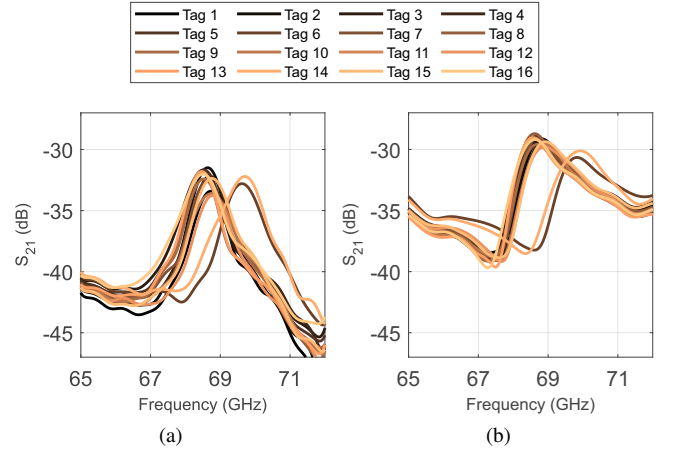 Tag 1 Tag 2 Tag 3 Tag 4
Tag 5 Tag 6 Tag 7 Tag 8
Tag 9 Tag 10 Tag 11 Tag 12
Tag 13 Tag 14 Tag 15 Tag 16
-30
-35
-40
-45
S21 (dB)
65 67 69 71
Frequency (GHz)
(a)
-30
-35
-40
-45
S21 (dB)
65 67 69 71
Frequency (GHz)
(b)